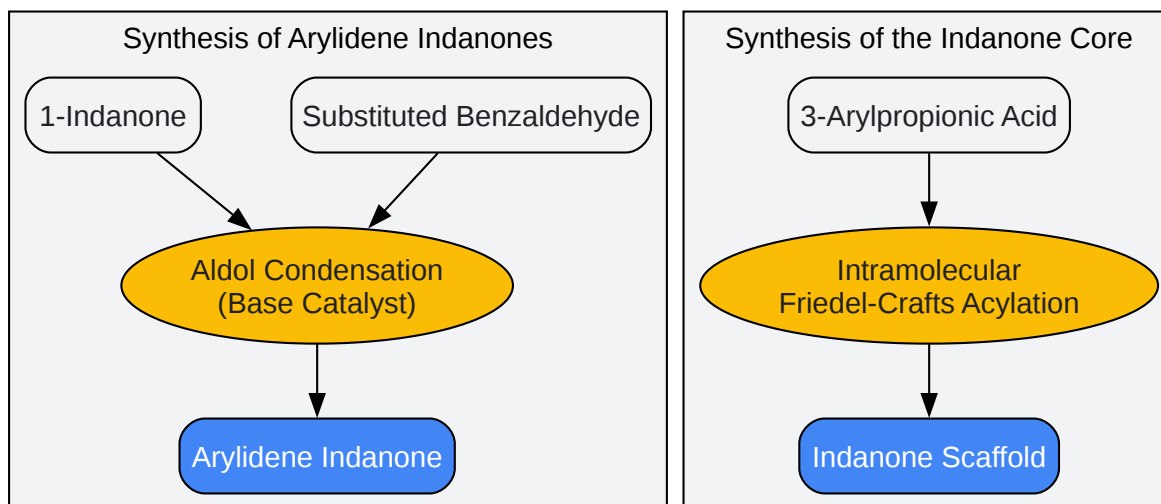 Synthesis of Arylidene Indanones
1-Indanone
Substituted Benzaldehyde
Aldol Condensation
(Base Catalyst)
Arylidene Indanone
Synthesis of the Indanone Core
3-Arylpropionic Acid
Intramolecular
Friedel-Crafts Acylation
Indanone Scaffold